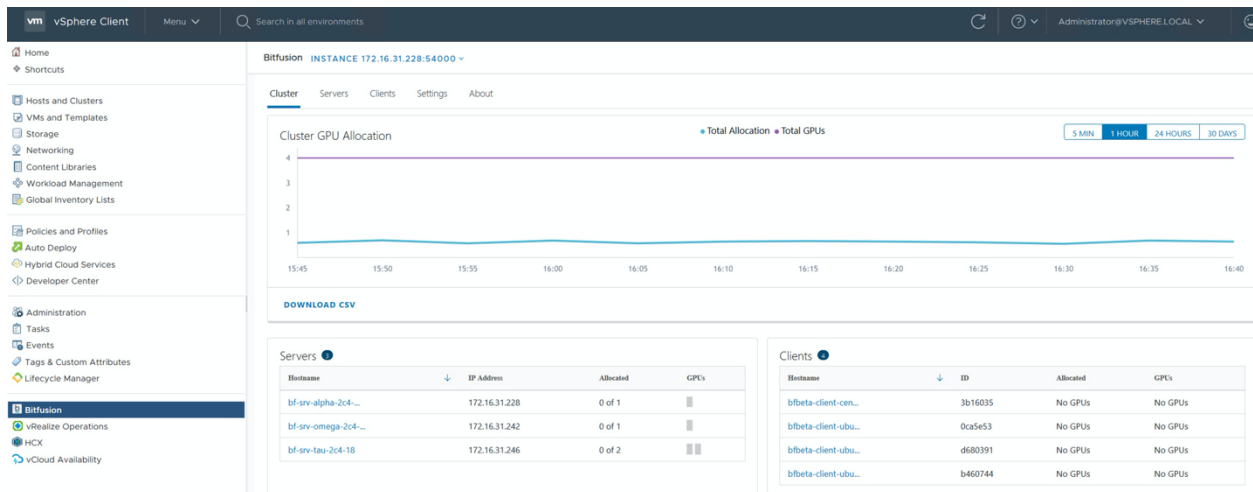 vm vSphere Client Menu Search in all environments Administrator@VSPHERE.LOCAL
Home
Shortcuts
Hosts and Clusters
VMs and Templates
Storage
Networking
Content Libraries
Workload Management
Global Inventory Lists
Policies and Profiles
Auto Deploy
Hybrid Cloud Services
Developer Center
Administration
Tasks
Events
Tags & Custom Attributes
Lifecycle Manager
Bitfusion
vRealize Operations
HCX
vCloud Availability
Bitfusion INSTANCE 172.16.31.228:54000
Cluster Servers Clients Settings About
Cluster GPU Allocation Total Allocation Total GPUs 5 MIN 1 HOUR 24 HOURS 30 DAYS
4
3
2
1
15:45 15:50 15:55 16:00 16:05 16:10 16:15 16:20 16:25 16:30 16:35 16:40
DOWNLOAD CSV
Servers 3
Hostname IP Address Allocated GPUs
bf-srv-alpha-2c4-... 172.16.31.228 0 of 1
bf-srv-omega-2c4-... 172.16.31.242 0 of 1
bf-srv-tau-2c4-18 172.16.31.246 0 of 2
Clients 4
Hostname ID Allocated GPUs
bfbeta-client-cen... 3b16035 No GPUs No GPUs
bfbeta-client-ubu... 0ca5e53 No GPUs No GPUs
bfbeta-client-ubu... d680391 No GPUs No GPUs
bfbeta-client-ubu... b460744 No GPUs No GPUs